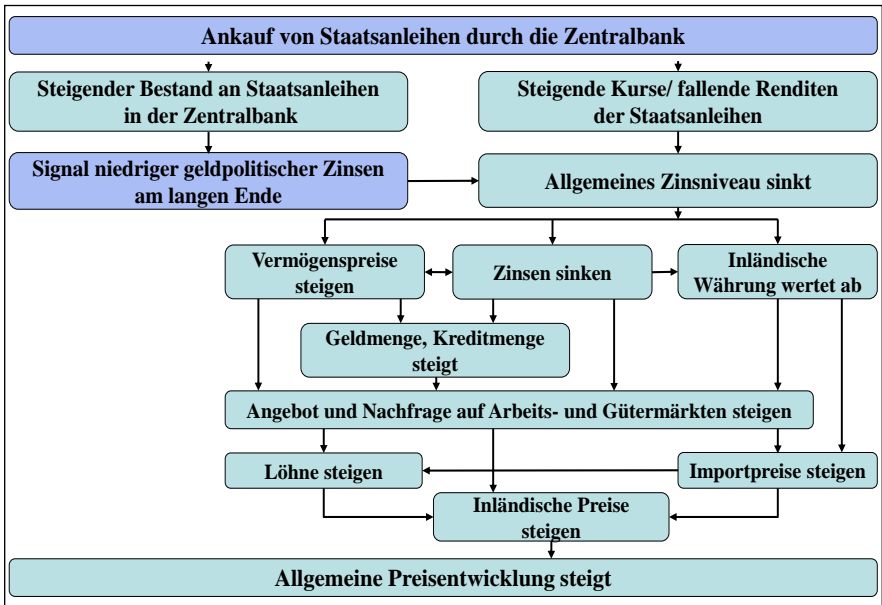 Ankauf von Staatsanleihen durch die Zentralbank
Steigender Bestand an Staatsanleihen
in der Zentralbank
Steigende Kurse/ fallende Renditen
der Staatsanleihen
Signal niedriger geldpolitischer Zinsen
am langen Ende
Allgemeines Zinsniveau sinkt
Vermögenspreise
steigen
Zinsen sinken
Inländische
Währung wertet ab
Geldmenge, Kreditmenge
steigt
Angebot und Nachfrage auf Arbeits- und Gütermärkten steigen
Löhne steigen
Importpreise steigen
Inländische Preise
steigen
Allgemeine Preisentwicklung steigt